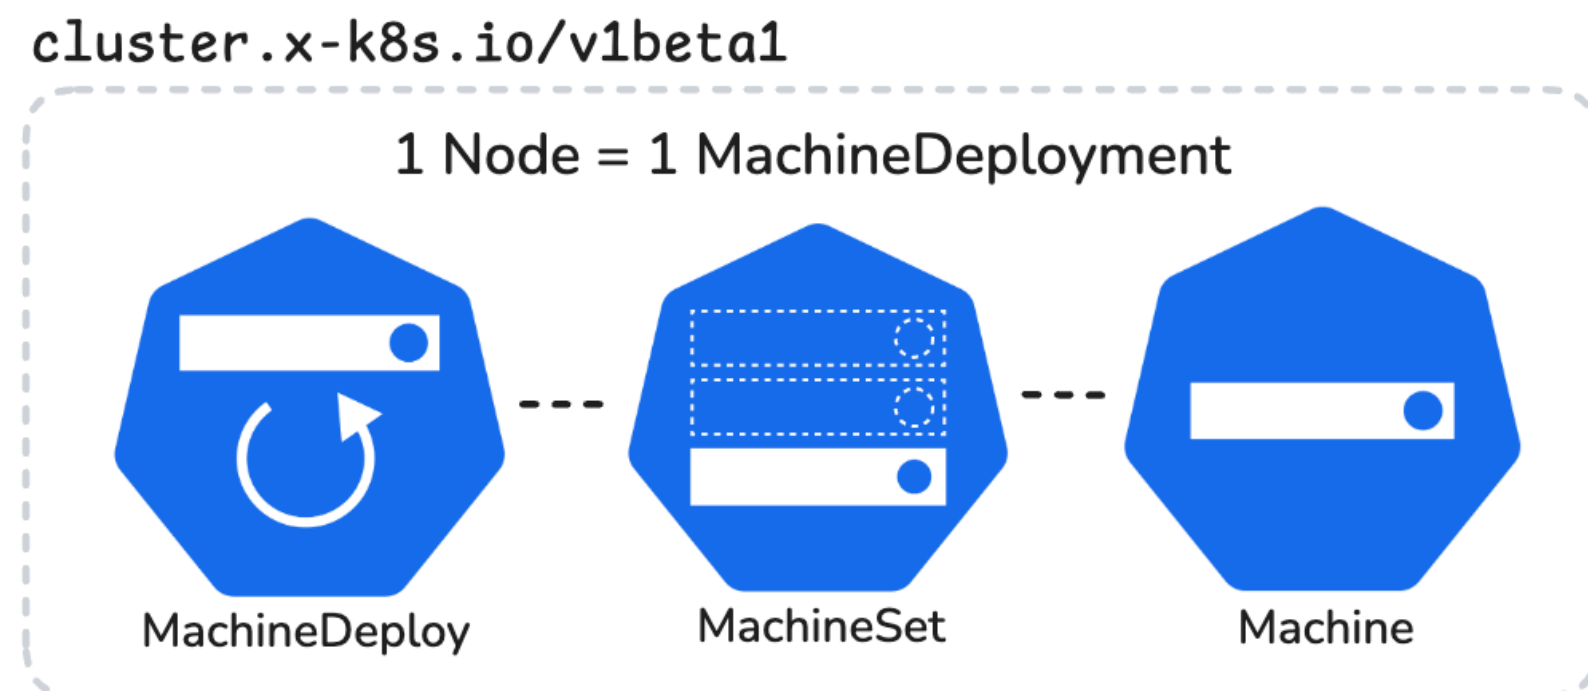 cluster.x-k8s.io/v1beta1
1 Node = 1 MachineDeployment
MachineDeploy
MachineSet
Machine